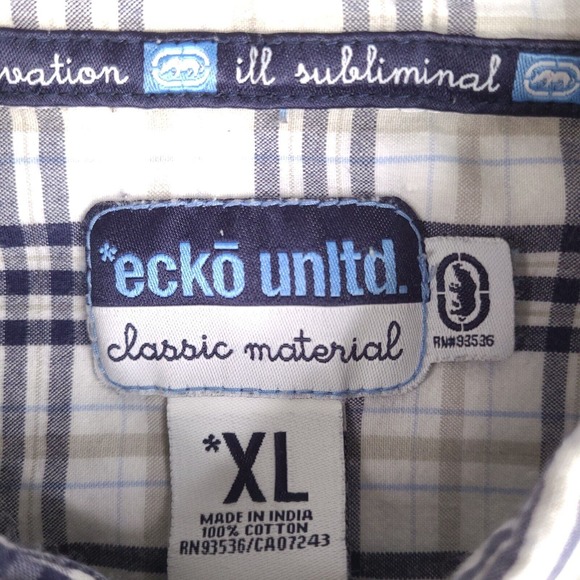 vation ill subliminal
*eckō unltd.
classic material
RN#93536
*XL
MADE IN INDIA
100% COTTON
RN93536/CA07243